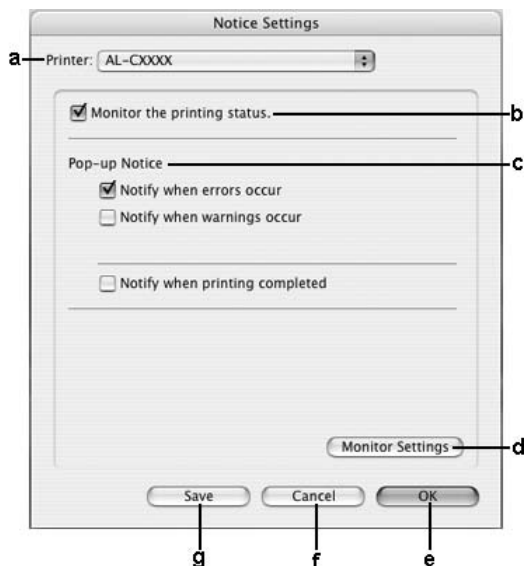 Notice Settings
a Printer: AL-CXXXX
Monitor the printing status. b
Pop-up Notice c
Notify when errors occur
Notify when warnings occur
Notify when printing completed
Monitor Settings d
Save Cancel OK
g f e